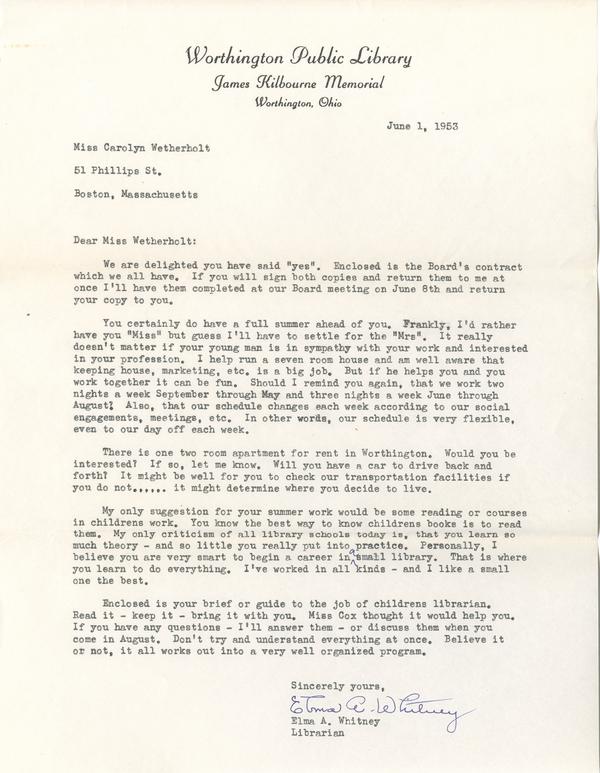 Worthington Public Library
James Kilbourne Memorial
Worthington, Ohio
June 1, 1953
Miss Carolyn Wetherholt
51 Phillips St.
Boston, Massachusetts
Dear Miss Wetherholt:
We are delighted you have said "yes". Enclosed is the Board's contract
which we all have. If you will sign both copies and return them to me at
once I'll have them completed at our Board meeting on June 8th and return
your copy to you.
You certainly do have a full summer ahead of you. Frankly, I'd rather
have you "Miss" but guess I'll have to settle for the "Mrs". It really
doesn't matter if your young man is in sympathy with your work and interested
in your profession. I help run a seven room house and am well aware that
keeping house, marketing, etc. is a big job. But if he helps you and you
work together it can be fun. Should I remind you again, that we work two
nights a week September through May and three nights a week June through
August? Also, that our schedule changes each week according to our social
engagements, meetings, etc. In other words, our schedule is very flexible,
even to our day off each week.
There is one two room apartment for rent in Worthington. Would you be
interested? If so, let me know. Will you have a car to drive back and
forth? It might be well for you to check our transportation facilities if
you do not...... it might determine where you decide to live.
My only suggestion for your summer work would be some reading or courses
in childrens work. You know the best way to know childrens books is to read
them. My only criticism of all library schools today is, that you learn so
much theory - and so little you really put into practice. Personally, I
believe you are very smart to begin a career in a small library. That is where
you learn to do everything. I've worked in all kinds - and I like a small
one the best.
Enclosed is your brief or guide to the job of childrens librarian.
Read it - keep it - bring it with you. Miss Cox thought it would help you.
If you have any questions - I'll answer them - or discuss them when you
come in August. Don't try and understand everything at once. Believe it
or not, it all works out into a very well organized program.
Sincerely yours,
Elma A. Whitney
Elma A. Whitney
Librarian